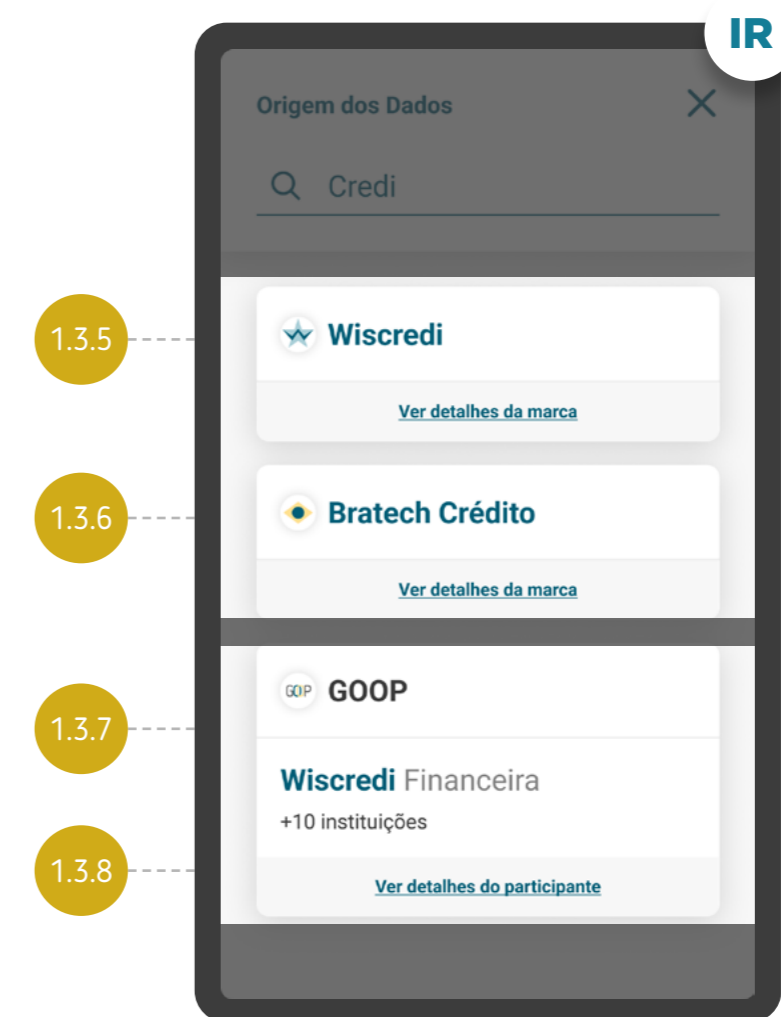 IR
Origem dos Dados
Credi
1.3.5
Wiscredi
Ver detalhes da marca
1.3.6
Bratech Crédito
Ver detalhes da marca
GOOP GOOP
1.3.7
Wiscredi Financeira
+10 instituições
1.3.8
Ver detalhes do participante